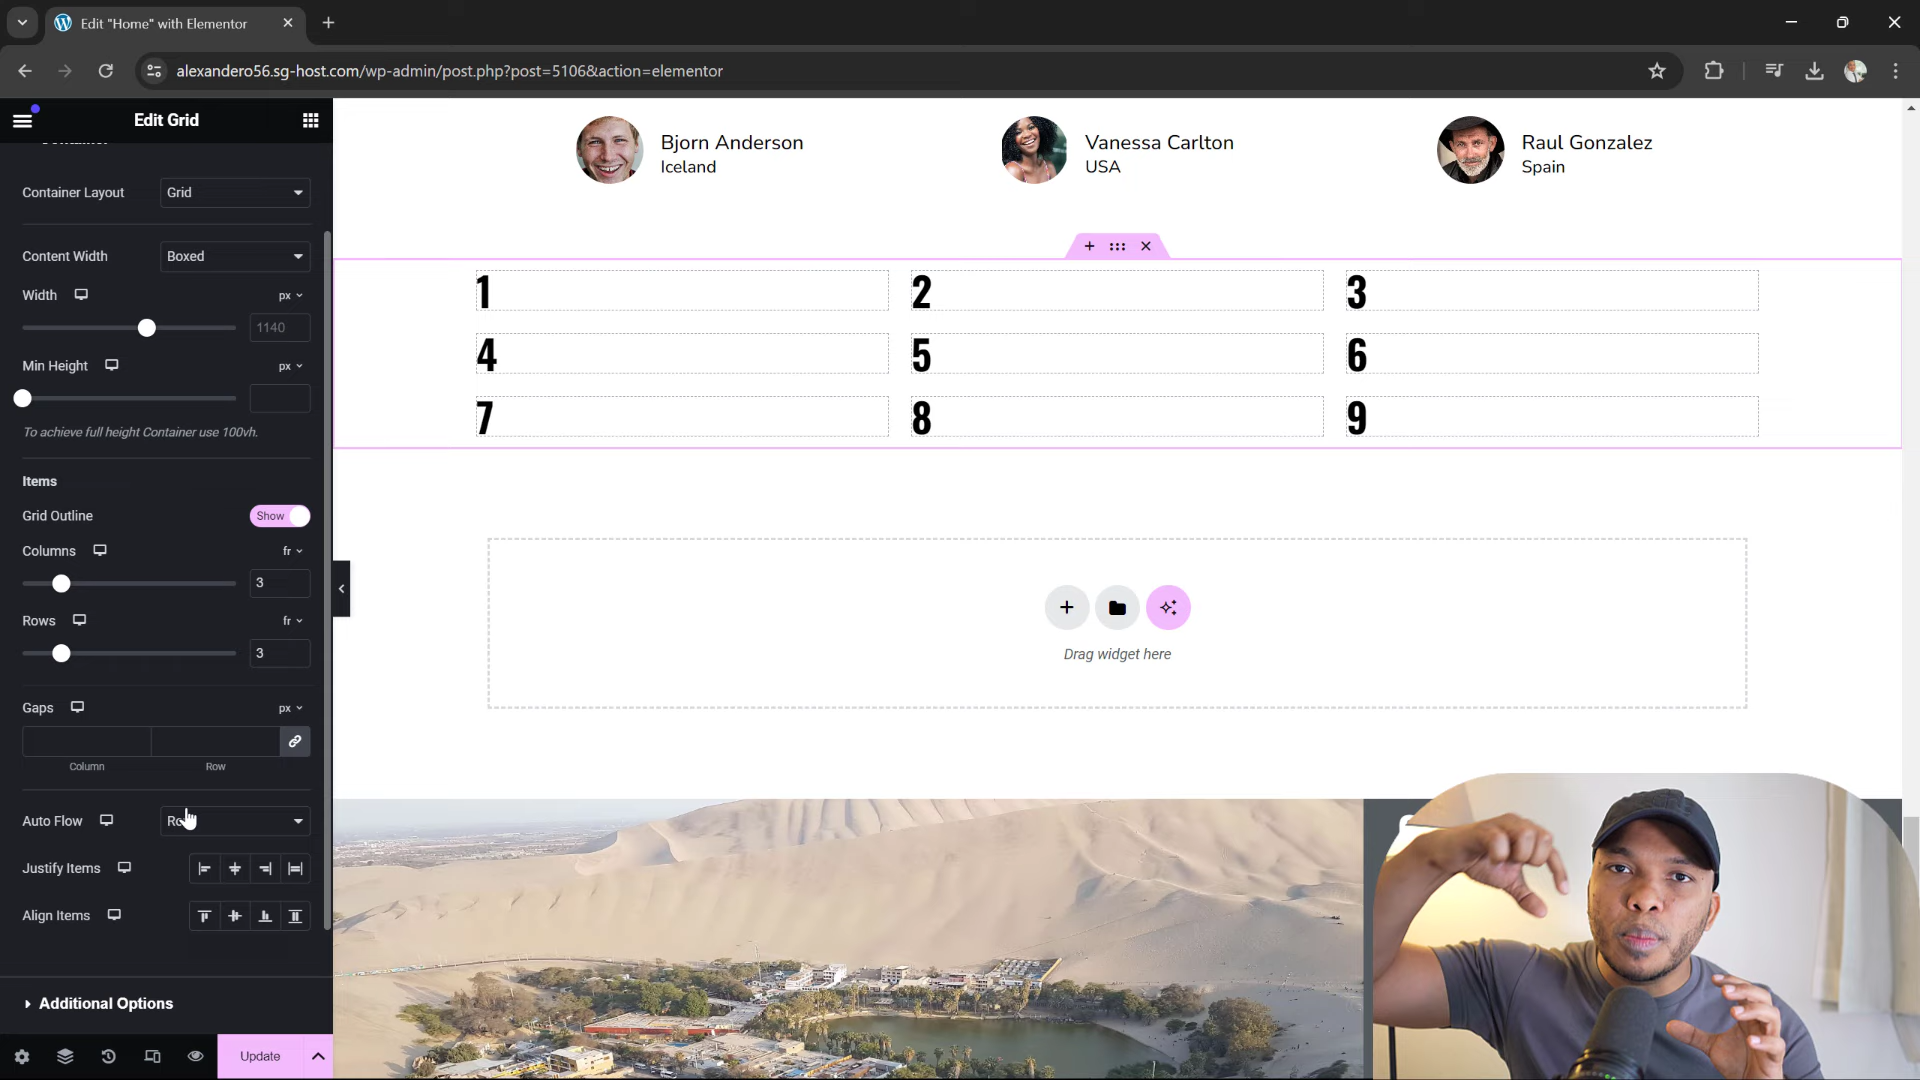 Edit "Home" with Elementor
alexandero56.sg-host.com/wp-admin/post.php?post=5106&action=elementor
Edit Grid
Container Layout
Grid
Content Width
Boxed
Width
px
1140
Min Height
px
To achieve full height Container use 100vh.
Items
Grid Outline
Show
Columns
fr
3
Rows
fr
3
Gaps
px
Column
Row
Auto Flow
Justify Items
Align Items
Additional Options
Update
Bjorn Anderson
Iceland
Vanessa Carlton
USA
Raul Gonzalez
Spain
1
2
3
4
5
6
7
8
9
Drag widget here